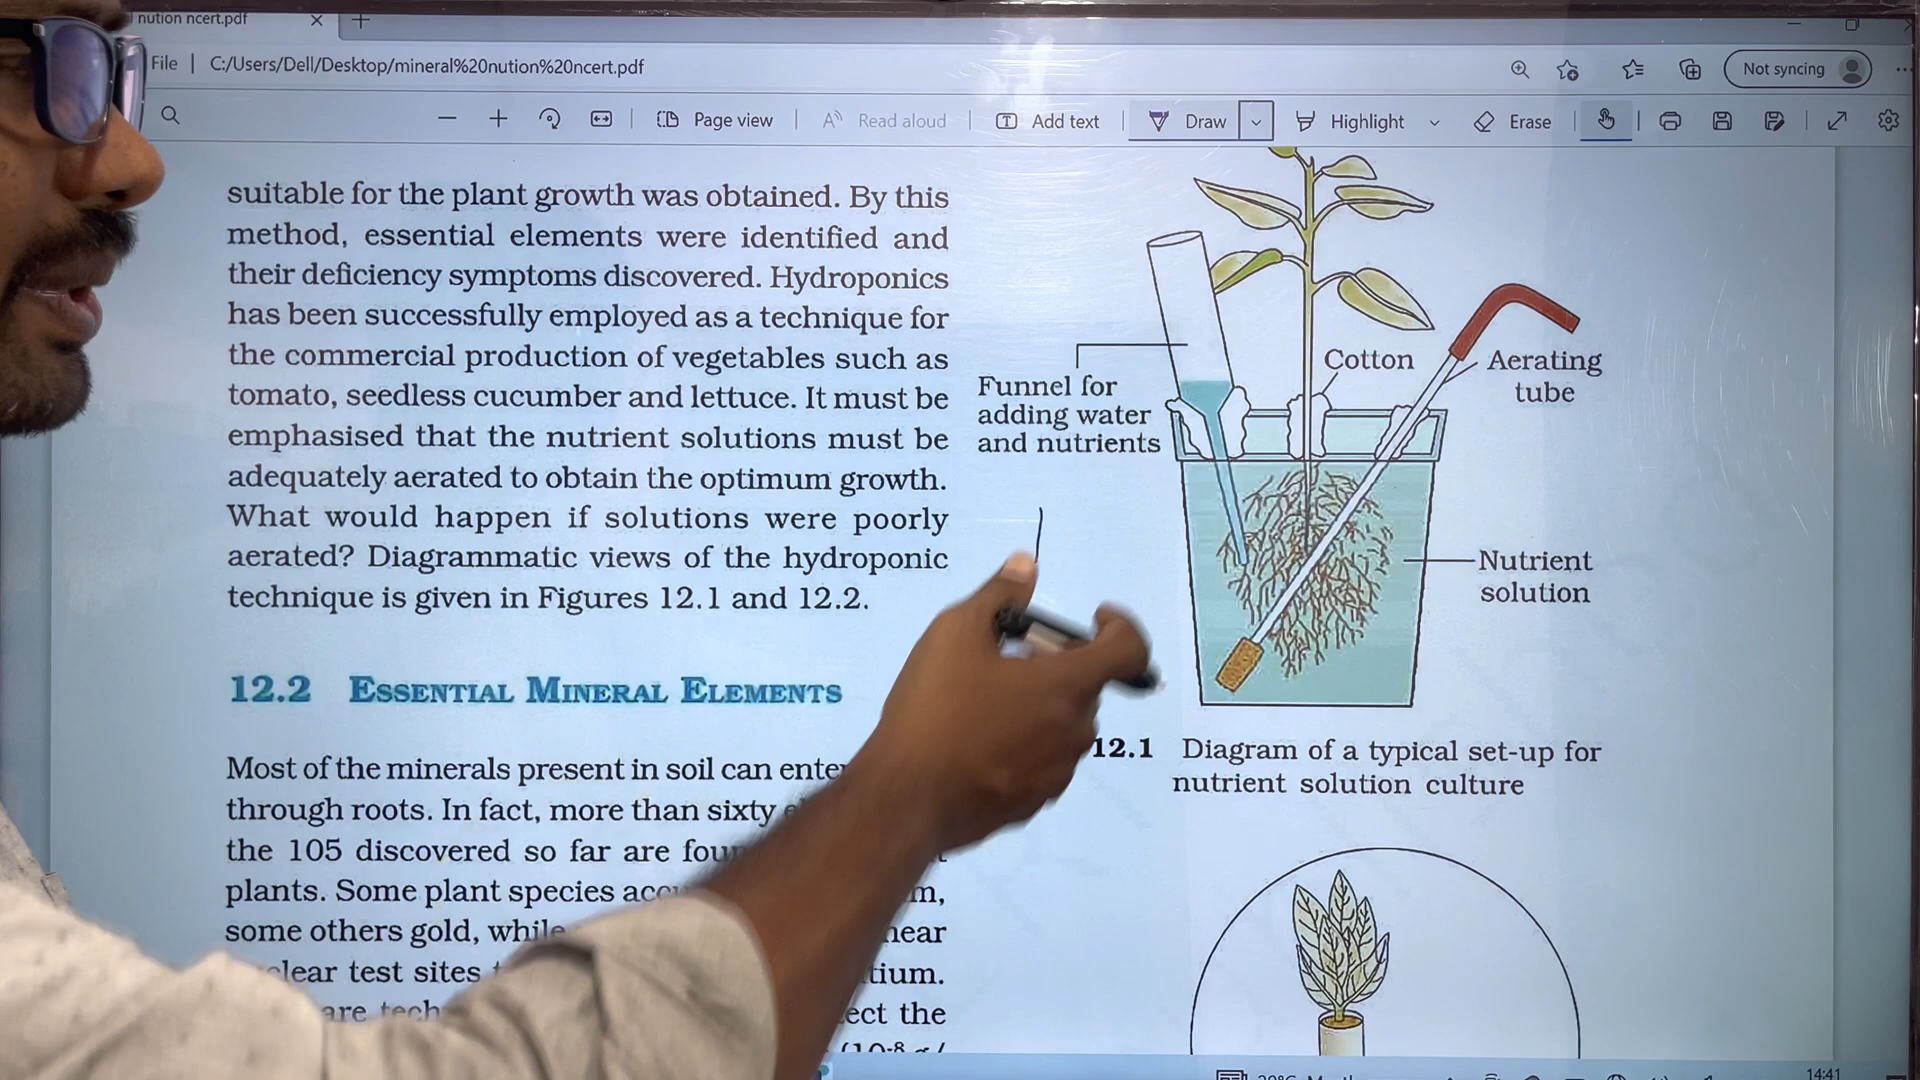 nution ncert.pdf
File | C:/Users/Dell/Desktop/mineral%20nution%20ncert.pdf
Not syncing
Page view
Read aloud
Add text
Draw
Highlight
Erase
suitable for the plant growth was obtained. By this
method, essential elements were identified and
their deficiency symptoms discovered. Hydroponics
has been successfully employed as a technique for
the commercial production of vegetables such as
tomato, seedless cucumber and lettuce. It must be
emphasised that the nutrient solutions must be
adequately aerated to obtain the optimum growth.
What would happen if solutions were poorly
aerated? Diagrammatic views of the hydroponic
technique is given in Figures 12.1 and 12.2.
12.2 ESSENTIAL MINERAL ELEMENTS
Most of the minerals present in soil can enter
through roots. In fact, more than sixty
the 105 discovered so far are
plants. Some plant species
some others gold, while near
test sites
are
ect the
(10-8 g/
Funnel for
adding water
and nutrients
Cotton
Aerating
tube
Nutrient
solution
12.1 Diagram of a typical set-up for
nutrient solution culture
14:41